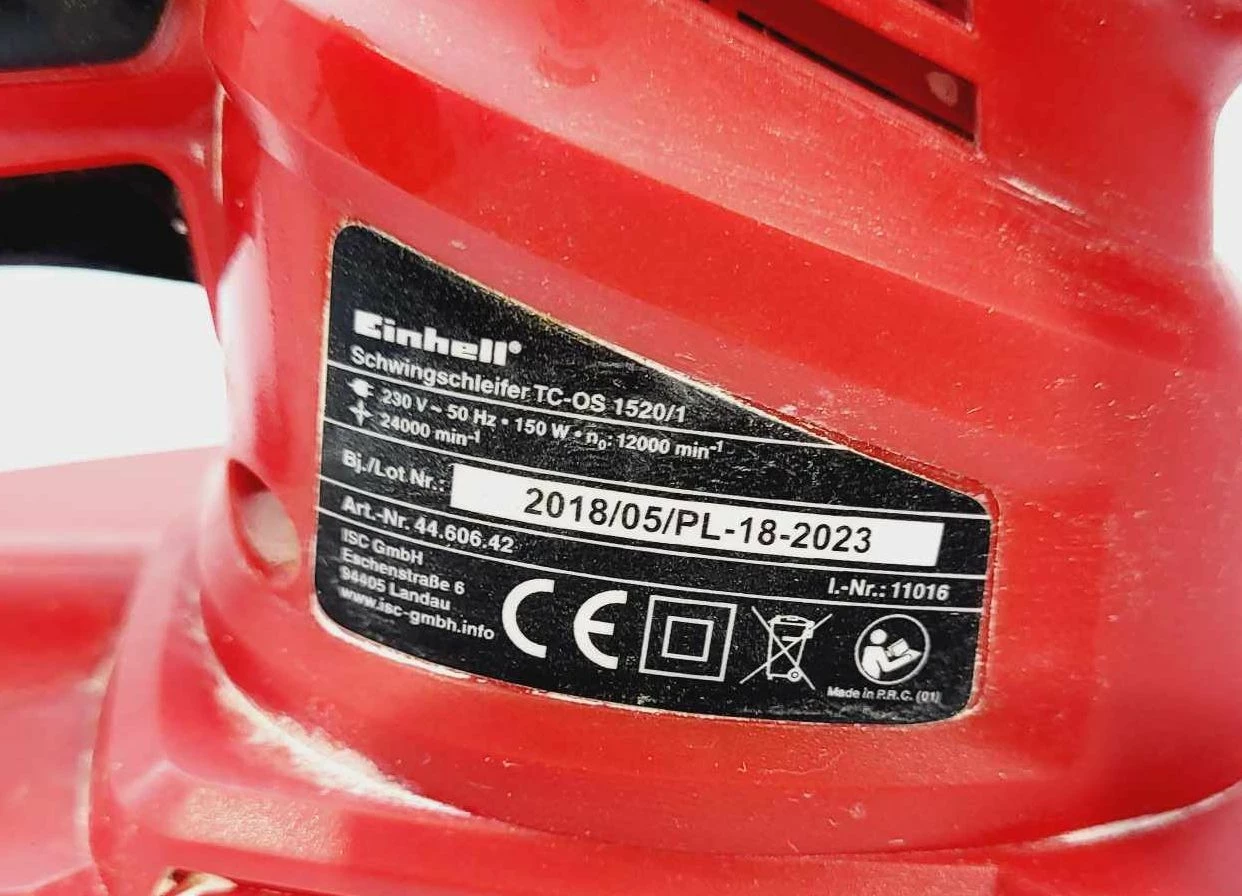 Einhell®
Schwingschleifer TC-OS 1520/1
230 V ~ 50 Hz • 150 W • n0: 12000 min-1
24000 min-1
Bj./Lot Nr.: 2018/05/PL-18-2023
Art.-Nr. 44.606.42
I.-Nr.: 11016
ISC GmbH
Eschenstraße 6
94405 Landau
www.isc-gmbh.info
CE
Made in P.R.C. (01)